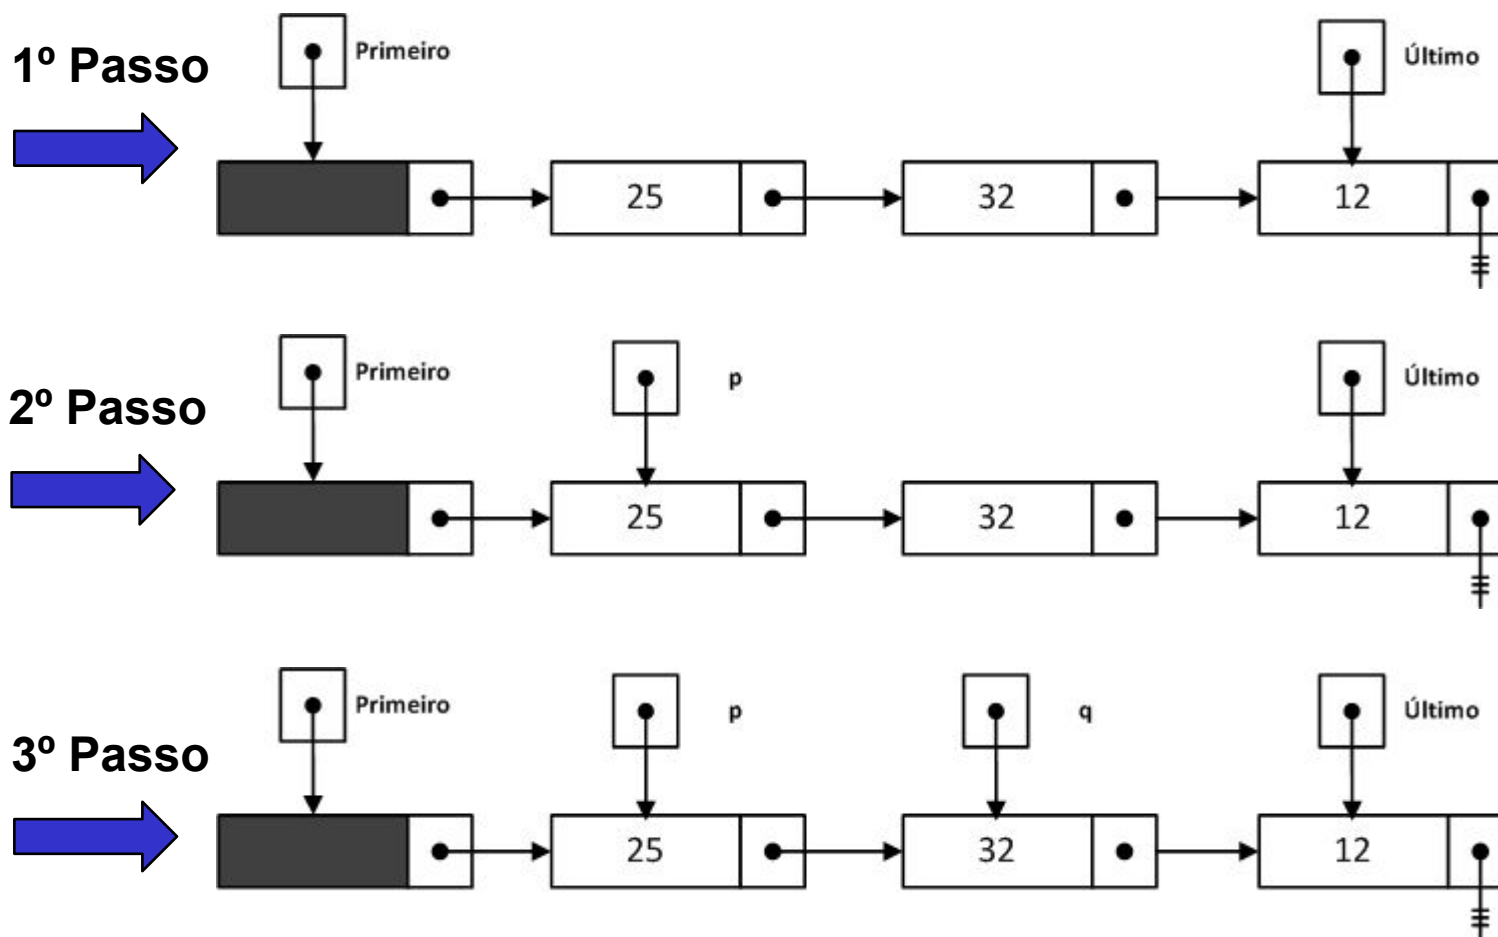 1º Passo
Primeiro
Último
25
32
12
2º Passo
Primeiro
p
Último
25
32
12
3º Passo
Primeiro
p
q
Último
25
32
12